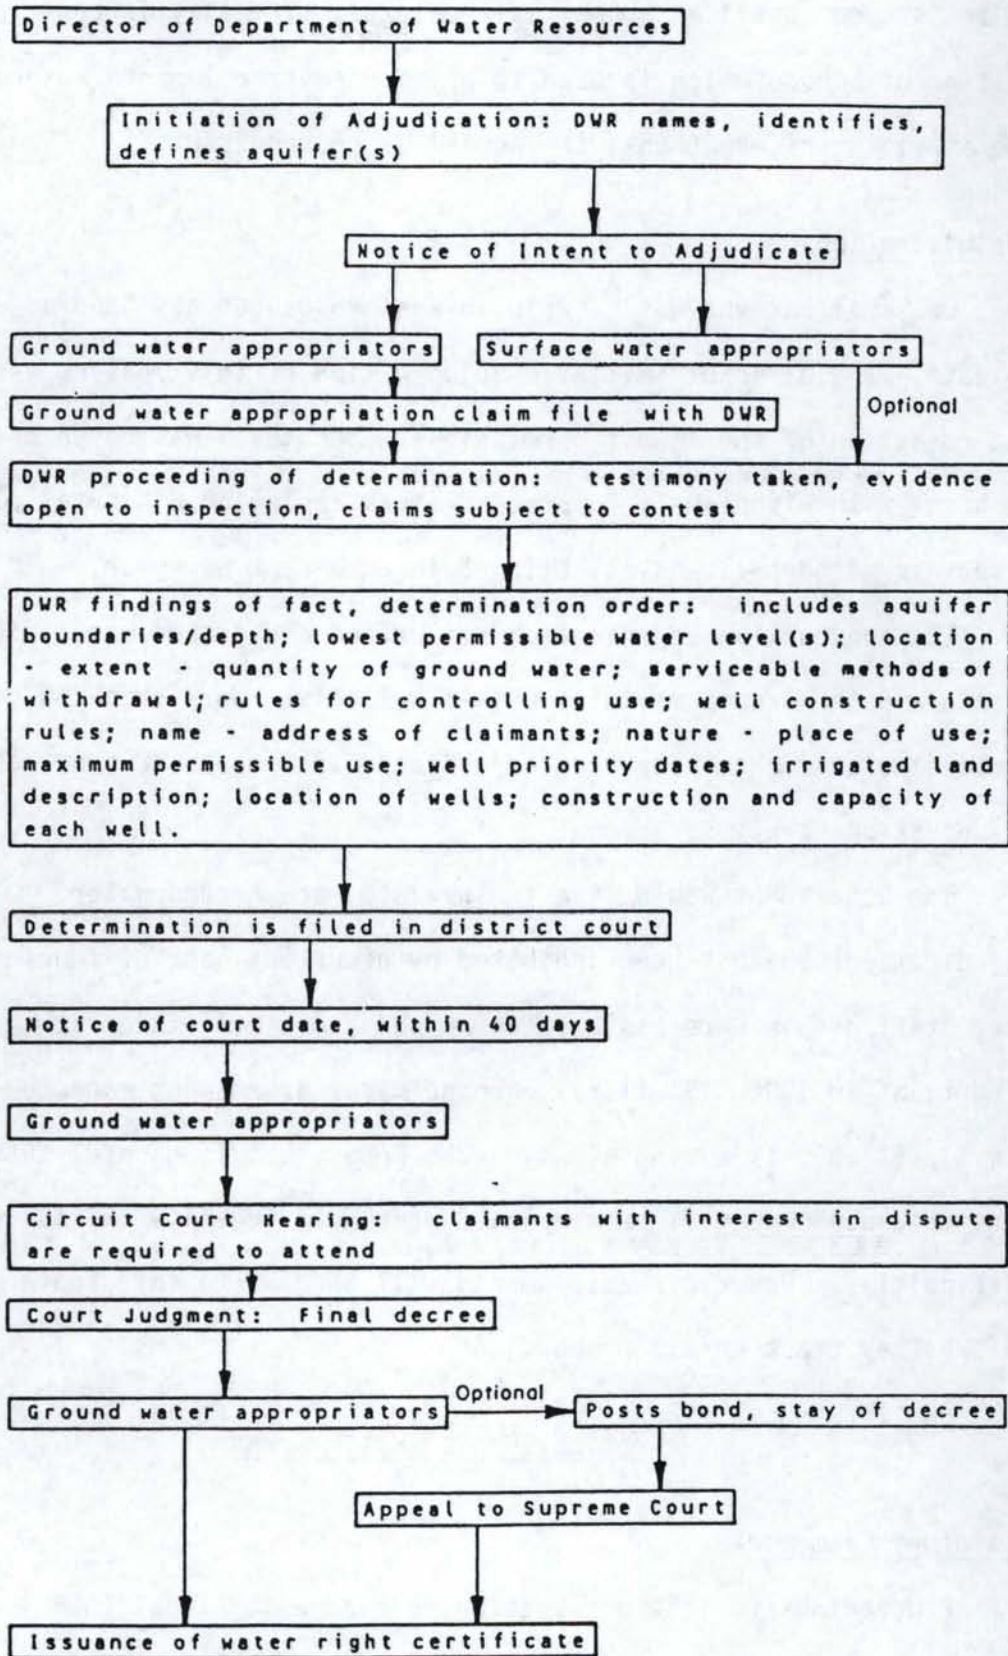 Director of Department of Water Resources
Initiation of Adjudication: DWR names, identifies,
defines aquifer(s)
Notice of Intent to Adjudicate
Ground water appropriators
Surface water appropriators
Ground water appropriation claim file with DWR
Optional
DWR proceeding of determination: testimony taken, evidence
open to inspection, claims subject to contest
DWR findings of fact, determination order: includes aquifer
boundaries/depth; lowest permissible water level(s); location
- extent - quantity of ground water; serviceable methods of
withdrawal; rules for controlling use; well construction
rules; name - address of claimants; nature - place of use;
maximum permissible use; well priority dates; irrigated land
description; location of wells; construction and capacity of
each well.
Determination is filed in district court
Notice of court date, within 40 days
Ground water appropriators
Circuit Court Hearing: claimants with interest in dispute
are required to attend
Court Judgment: Final decree
Ground water appropriators
Optional
Posts bond, stay of decree
Appeal to Supreme Court
Issuance of water right certificate